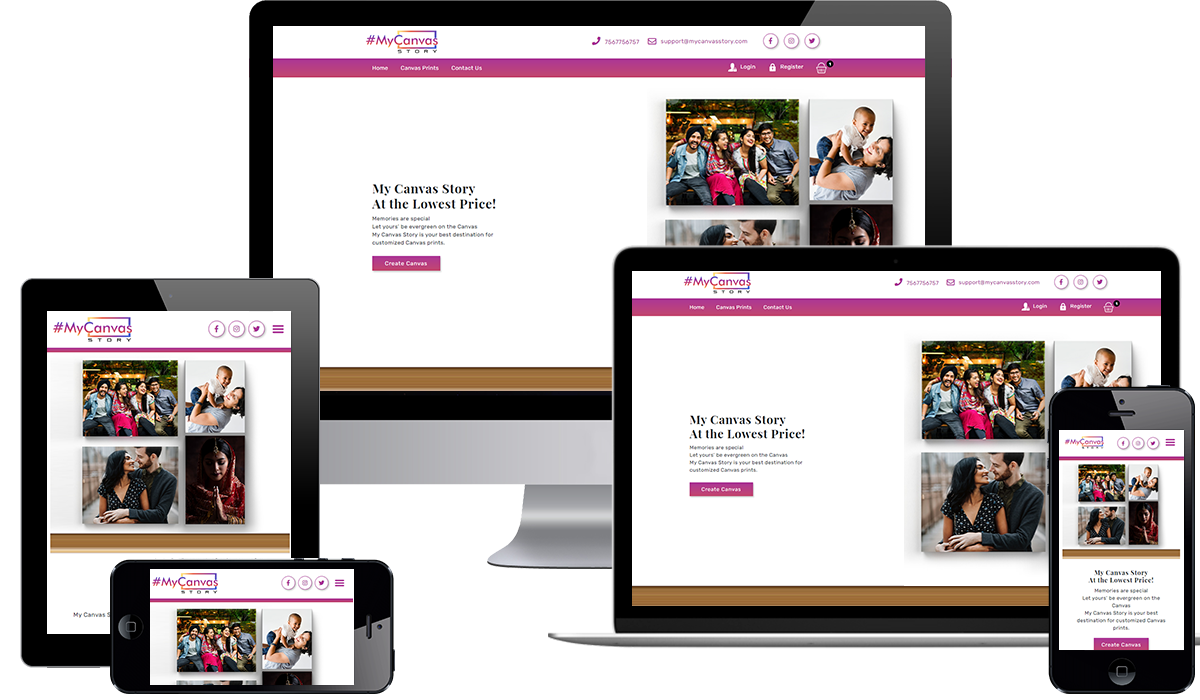 #MyCanvas
STORY
7567756757 support@mycanvasstory.com
Home Canvas Prints Contact Us
Login Register 1
My Canvas Story
At the Lowest Price!
Memories are special
Let yours' be evergreen on the Canvas
My Canvas Story is your best destination for
customized Canvas prints.
Create Canvas
#MyCanvas
STORY
7567756757 support@mycanvasstory.com
Home Canvas Prints Contact Us
Login Register 1
My Canvas Story
At the Lowest Price!
Memories are special
Let yours' be evergreen on the Canvas
My Canvas Story is your best destination for
customized Canvas prints.
Create Canvas
#MyCanvas
STORY
My Canvas S
#MyCanvas
STORY
#MyCanvas
STORY
My Canvas Story
At the Lowest Price!
Memories are special
Let yours' be evergreen on the
Canvas
My Canvas Story is your best
destination for customized Canvas
prints.
Create Canvas